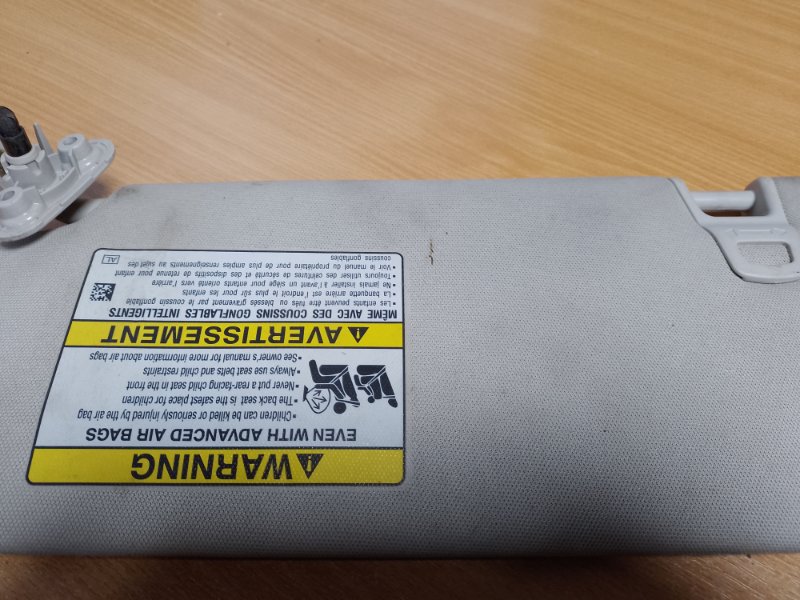 WARNING
EVEN WITH ADVANCED AIR BAGS
• Children can be killed or seriously injured by the air bag
• The back seat is the safest place for children
• Never put a rear-facing child seat in the front
• Always use seat belts and child restraints
• See owner's manual for more information about air bags
AVERTISSEMENT
MÊME AVEC DES COUSSINS GONFLABLES INTELLIGENTS
• Les enfants peuvent être tués ou blessés grièvement par le coussin gonflable
• La banquette arrière est l'endroit le plus sûr pour les enfants
• Ne jamais installer à l'avant un siège pour enfants orienté vers l'arrière
• Toujours utiliser des ceintures de sécurité et des dispositifs de retenue pour enfant
• Voir le manuel du propriétaire pour de plus amples renseignements au sujet des
coussins gonflables
AL